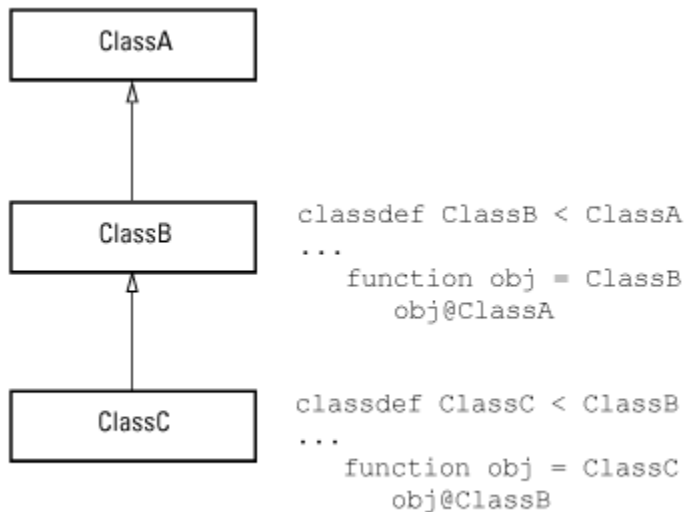 ClassA
ClassB
classdef ClassB < ClassA
...
function obj = ClassB
obj@ClassA
ClassC
classdef ClassC < ClassB
...
function obj = ClassC
obj@ClassB